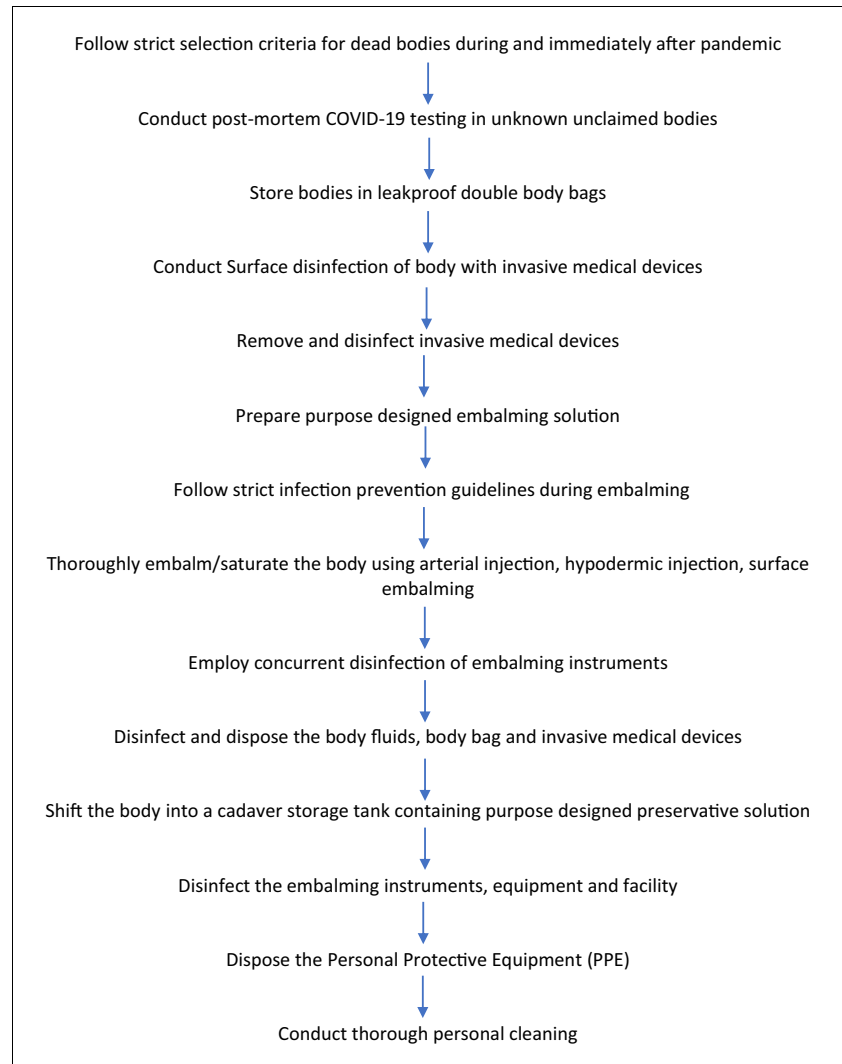 Follow strict selection criteria for dead bodies during and immediately after pandemic
Conduct post-mortem COVID-19 testing in unknown unclaimed bodies
Store bodies in leakproof double body bags
Conduct Surface disinfection of body with invasive medical devices
Remove and disinfect invasive medical devices
Prepare purpose designed embalming solution
Follow strict infection prevention guidelines during embalming
Thoroughly embalm/saturate the body using arterial injection, hypodermic injection, surface
embalming
Employ concurrent disinfection of embalming instruments
Disinfect and dispose the body fluids, body bag and invasive medical devices
Shift the body into a cadaver storage tank containing purpose designed preservative solution
Disinfect the embalming instruments, equipment and facility
Dispose the Personal Protective Equipment (PPE)
Conduct thorough personal cleaning